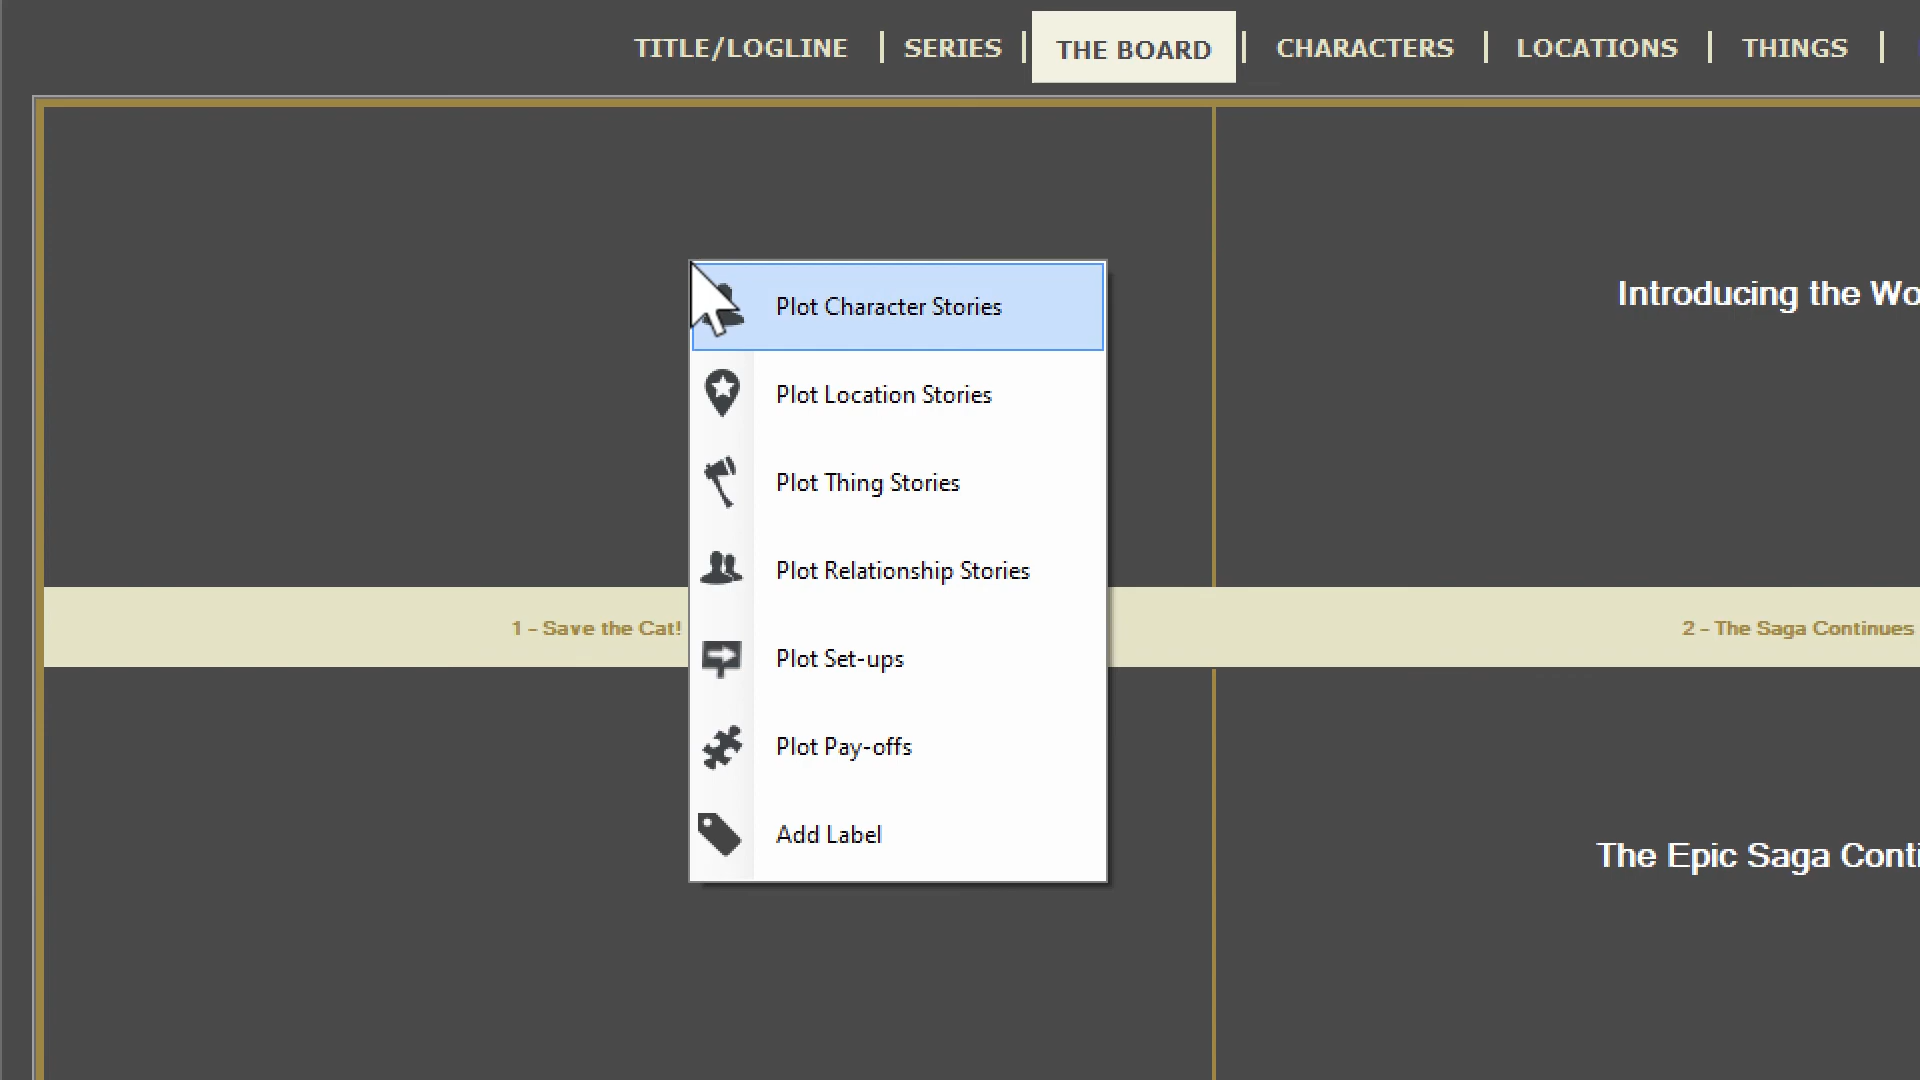 TITLE/LOGLINE | SERIES | THE BOARD | CHARACTERS | LOCATIONS | THINGS |
Plot Character Stories
Introducing the Wo
Plot Location Stories
Plot Thing Stories
Plot Relationship Stories
1 - Save the Cat!
2 - The Saga Continues
Plot Set-ups
Plot Pay-offs
Add Label
The Epic Saga Conti